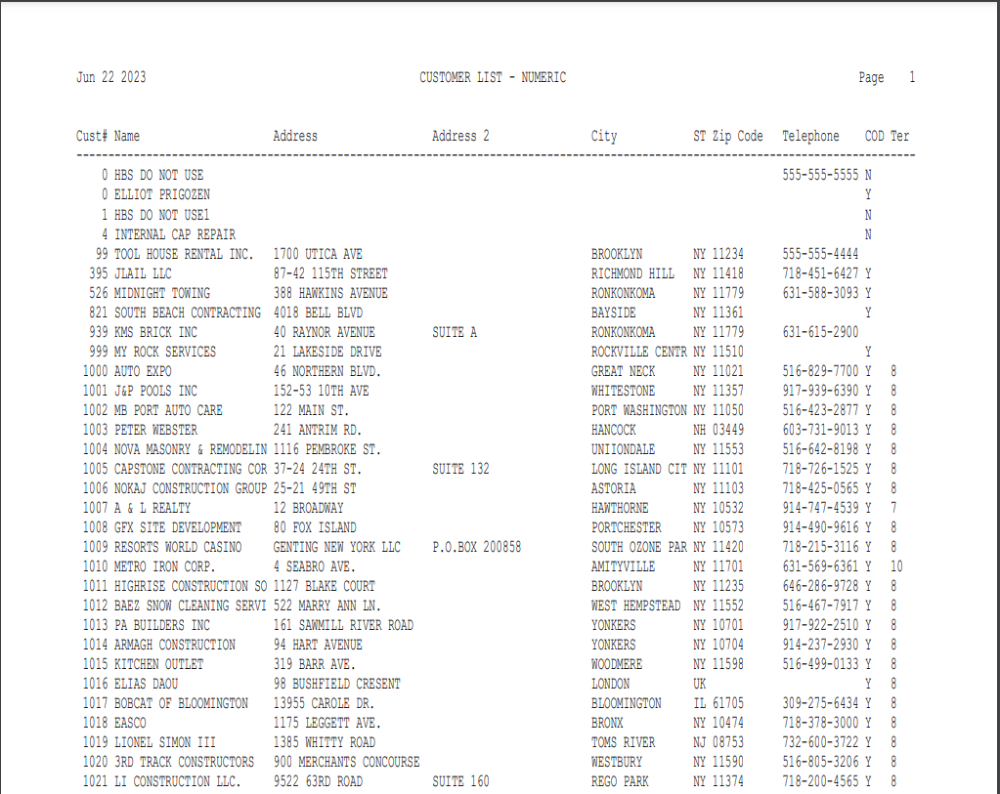 Jun 22 2023 CUSTOMER LIST - NUMERIC Page 1
Cust# Name Address Address 2 City ST Zip Code Telephone COD Ter
0 HBS DO NOT USE 555-555-5555 N
0 ELLIOT PRIGOZEN Y
1 HBS DO NOT USE1 N
4 INTERNAL CAP REPAIR N
99 TOOL HOUSE RENTAL INC. 1700 UTICA AVE BROOKLYN NY 11234 555-555-4444
395 JLAIL LLC 87-42 115TH STREET RICHMOND HILL NY 11418 718-451-6427 Y
526 MIDNIGHT TOWING 388 HAWKINS AVENUE RONKONKOMA NY 11779 631-588-3093 Y
821 SOUTH BEACH CONTRACTING 4018 BELL BLVD BAYSIDE NY 11361 Y
939 KMS BRICK INC 40 RAYNOR AVENUE SUITE A RONKONKOMA NY 11779 631-615-2900
999 MY ROCK SERVICES 21 LAKESIDE DRIVE ROCKVILLE CENTR NY 11510 Y
1000 AUTO EXPO 46 NORTHERN BLVD. GREAT NECK NY 11021 516-829-7700 Y 8
1001 J&P POOLS INC 152-53 10TH AVE WHITESTONE NY 11357 917-939-6390 Y 8
1002 MB PORT AUTO CARE 122 MAIN ST. PORT WASHINGTON NY 11050 516-423-2877 Y 8
1003 PETER WEBSTER 241 ANTRIM RD. HANCOCK NH 03449 603-731-9013 Y 8
1004 NOVA MASONRY & REMODELIN 1116 PEMBROKE ST. UNIIONDALE NY 11553 516-642-8198 Y 8
1005 CAPSTONE CONTRACTING COR 37-24 24TH ST. SUITE 132 LONG ISLAND CIT NY 11101 718-726-1525 Y 8
1006 NOKAJ CONSTRUCTION GROUP 25-21 49TH ST ASTORIA NY 11103 718-425-0565 Y 8
1007 A & L REALTY 12 BROADWAY HAWTHORNE NY 10532 914-747-4539 Y 7
1008 GFX SITE DEVELOPMENT 80 FOX ISLAND PORTCHESTER NY 10573 914-490-9616 Y 8
1009 RESORTS WORLD CASINO GENTING NEW YORK LLC P.O.BOX 200858 SOUTH OZONE PAR NY 11420 718-215-3116 Y 8
1010 METRO IRON CORP. 4 SEABRO AVE. AMITYVILLE NY 11701 631-569-6361 Y 10
1011 HIGHRISE CONSTRUCTION SO 1127 BLAKE COURT BROOKLYN NY 11235 646-286-9728 Y 8
1012 BAEZ SNOW CLEANING SERVI 522 MARRY ANN LN. WEST HEMPSTEAD NY 11552 516-467-7917 Y 8
1013 PA BUILDERS INC 161 SAWMILL RIVER ROAD YONKERS NY 10701 917-922-2510 Y 8
1014 ARMAGH CONSTRUCTION 94 HART AVENUE YONKERS NY 10704 914-237-2930 Y 8
1015 KITCHEN OUTLET 319 BARR AVE. WOODMERE NY 11598 516-499-0133 Y 8
1016 ELIAS DAOU 98 BUSHFIELD CRESENT LONDON UK Y 8
1017 BOBCAT OF BLOOMINGTON 13955 CAROLE DR. BLOOMINGTON IL 61705 309-275-6434 Y 8
1018 EASCO 1175 LEGGETT AVE. BRONX NY 10474 718-378-3000 Y 8
1019 LIONEL SIMON III 1385 WHITTY ROAD TOMS RIVER NJ 08753 732-600-3722 Y 8
1020 3RD TRACK CONSTRUCTORS 900 MERCHANTS CONCOURSE WESTBURY NY 11590 516-805-3206 Y 8
1021 LI CONSTRUCTION LLC. 9522 63RD ROAD SUITE 160 REGO PARK NY 11374 718-200-4565 Y 8